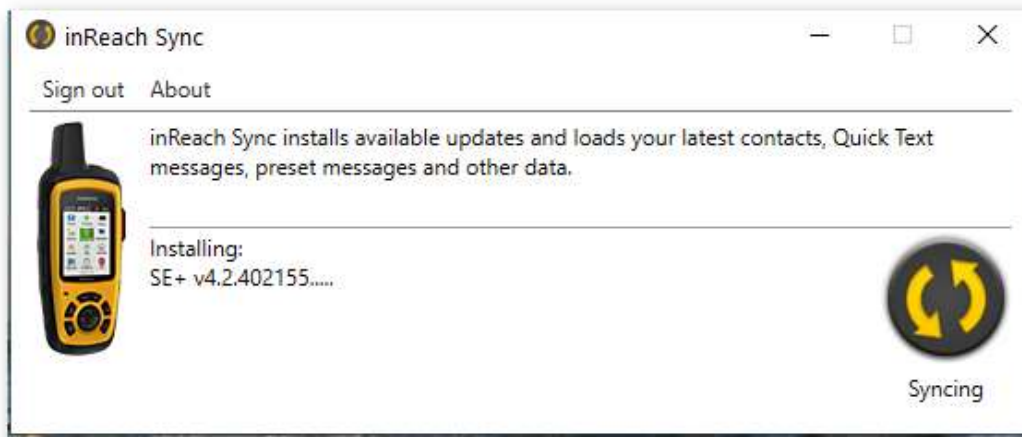 inReach Sync
Sign out About
inReach Sync installs available updates and loads your latest contacts, Quick Text
messages, preset messages and other data.
Installing:
SE+ v4.2.402155.....
Syncing